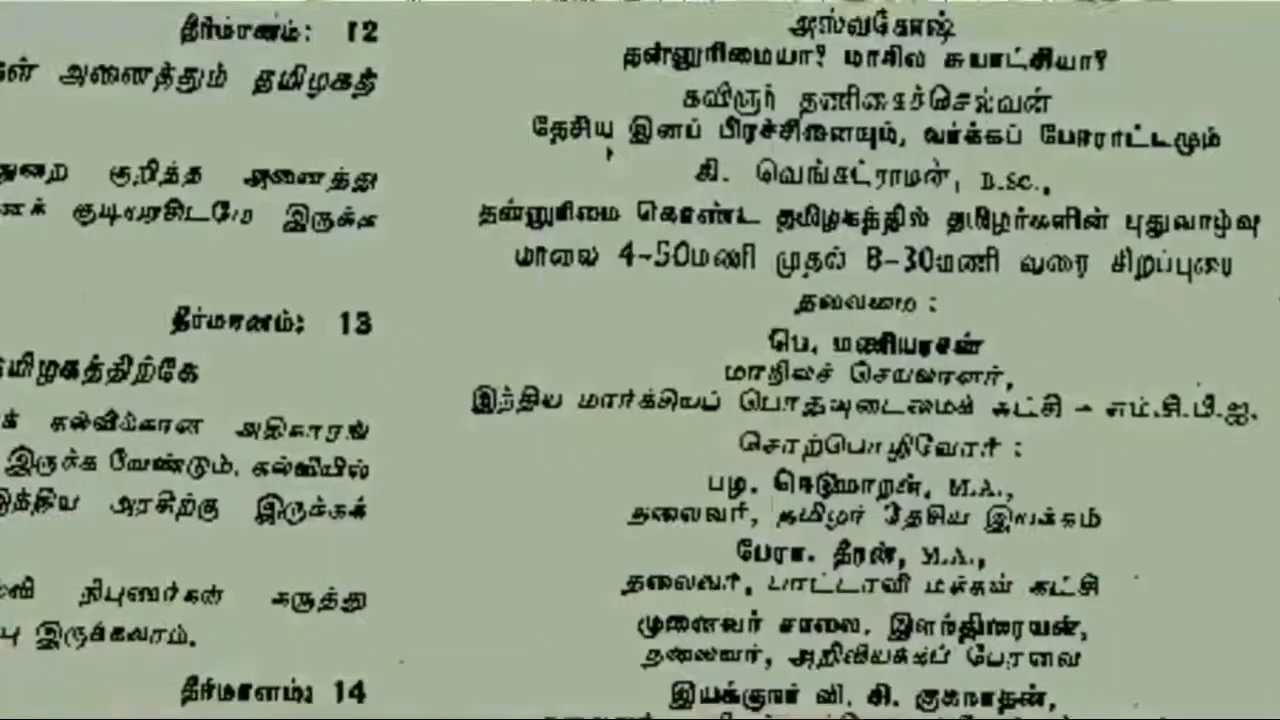 தீர்மானம்: 12
அனைத்தும் தமிழகத்
துறை குறித்த அனைத்து
குடியரசிடமே இருக்க
தீர்மானம்: 13
தமிழகத்திற்கே
கல்விக்கான அதிகாரங்
இருக்க வேண்டும். கல்வியில்
இந்திய அரசிற்கு இருக்கக்
நிபுணர்கள் கருத்து
இருக்கலாம்.
தீர்மானம்: 14
அஸ்வகோஷ்
தன்னுரிமையா? மாநில சுயாட்சியா?
கவிஞர் தணிகைச்செல்வன்
தேசிய இனப் பிரச்சினையும், வர்க்கப் போராட்டமும்
கி. வெங்கட்ராமன், B.Sc.,
தன்னுரிமை கொண்ட தமிழகத்தில் தமிழர்களின் புதுவாழ்வு
மாலை 4-50மணி முதல் 8-30மணி வரை சிறப்புரை
தலைமை :
பெ. மணியரசன்
மாநிலச் செயலாளர்,
இந்திய மார்க்சியப் பொதுவுடைமைக் கட்சி - எம்.சி.பி.ஐ.
சொற்பொழிவோர் :
பழ. நெடுமாறன், M.A.,
தலைவர், தமிழர் தேசிய இயக்கம்
பேரா. தீரன், M.A.,
தலைவர், பாட்டாளி மக்கள் கட்சி
முனைவர் சாலை. இளந்திரையன்,
தலைவர், அறிவியக்கப் பேரவை
இயக்குநர் வி. சி. குகநாதன்,